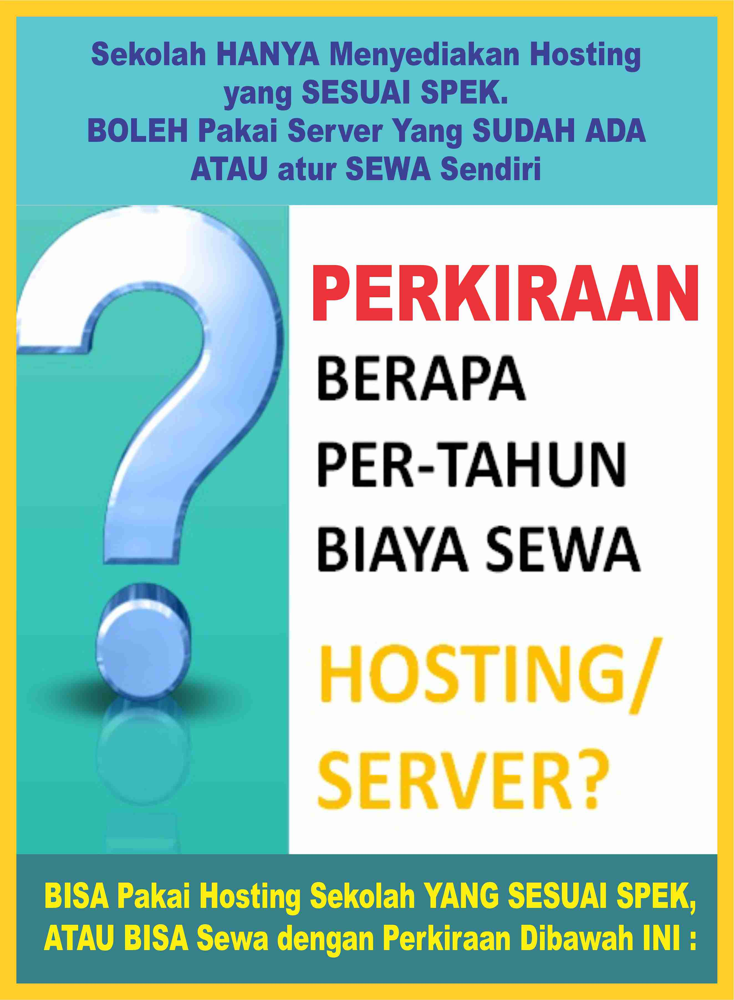 Sekolah HANYA Menyediakan Hosting
yang SESUAI SPEK.
BOLEH Pakai Server Yang SUDAH ADA
ATAU atur SEWA Sendiri
PERKIRAAN
BERAPA
PER-TAHUN
BIAYA SEWA
HOSTING/
SERVER?
BISA Pakai Hosting Sekolah YANG SESUAI SPEK,
ATAU BISA Sewa dengan Perkiraan Dibawah INI :